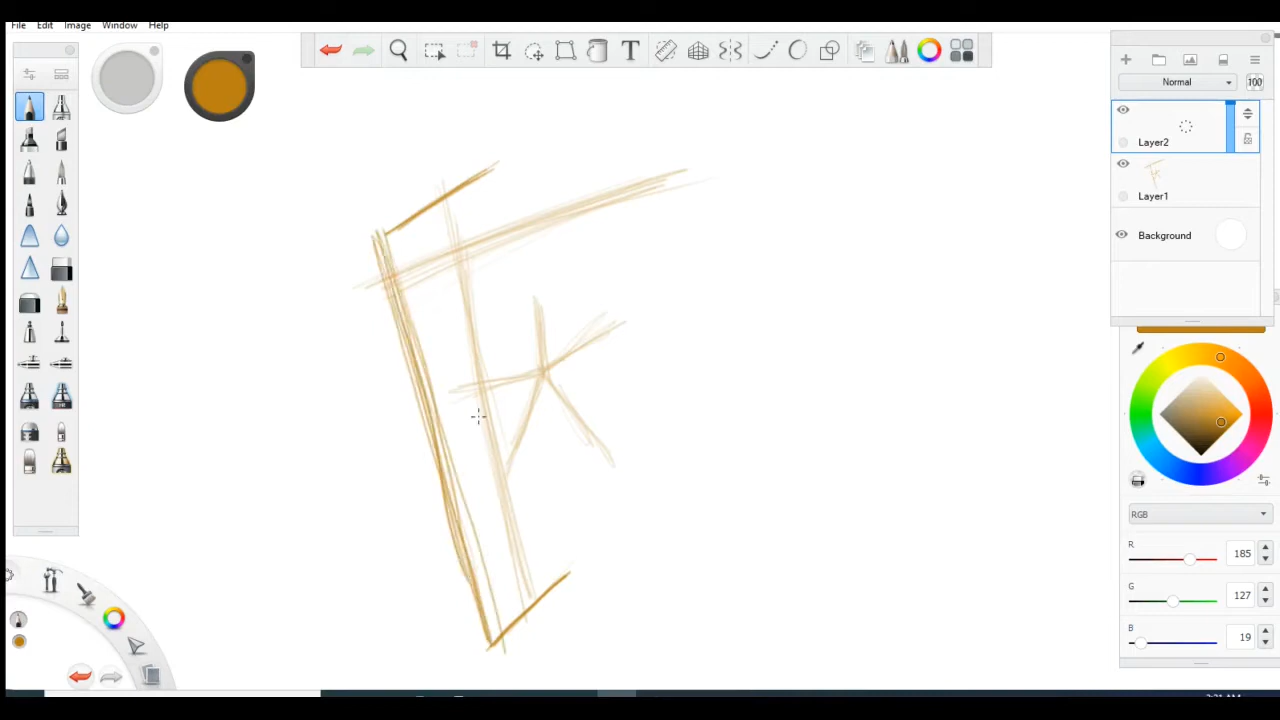 File Edit Image Window Help
T
Normal 100
Layer2
Layer1
Background
RGB
R 185
G 127
B 19